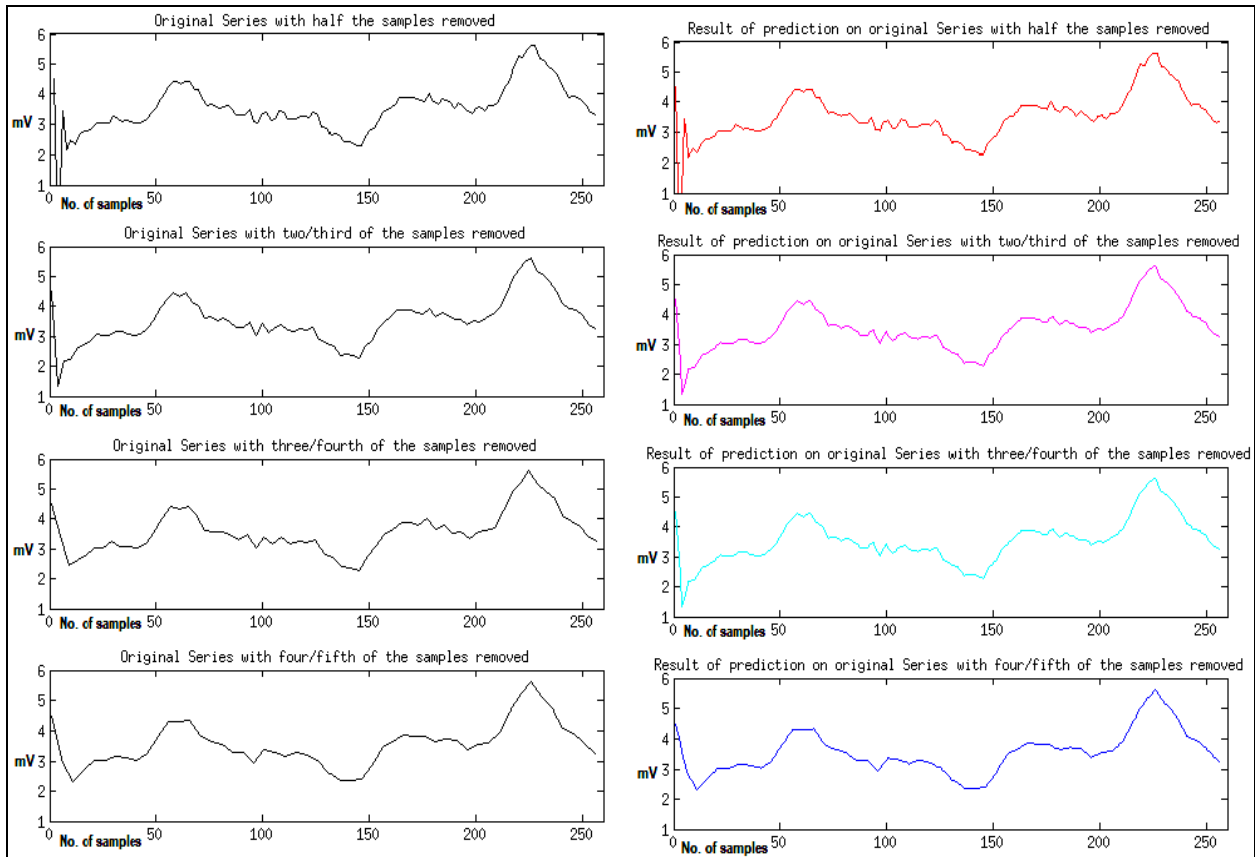 Original Series with half the samples removed
6
5
4
mV 3
2
1
0 No. of samples 50 100 150 200 250
Result of prediction on original Series with half the samples removed
6
5
4
mV 3
2
1
0 No. of samples 50 100 150 200 250
Original Series with two/third of the samples removed
6
5
4
mV 3
2
1
0 No. of samples 50 100 150 200 250
Result of prediction on original Series with two/third of the samples removed
6
5
4
mV 3
2
1
0 No. of samples 50 100 150 200 250
Original Series with three/fourth of the samples removed
6
5
4
mV 3
2
1
0 No. of samples 50 100 150 200 250
Result of prediction on original Series with three/fourth of the samples removed
6
5
4
mV 3
2
1
0 No. of samples 50 100 150 200 250
Original Series with four/fifth of the samples removed
6
5
4
mV 3
2
1
0 No. of samples 50 100 150 200 250
Result of prediction on original Series with four/fifth of the samples removed
6
5
4
mV 3
2
1
0 No. of samples 50 100 150 200 250